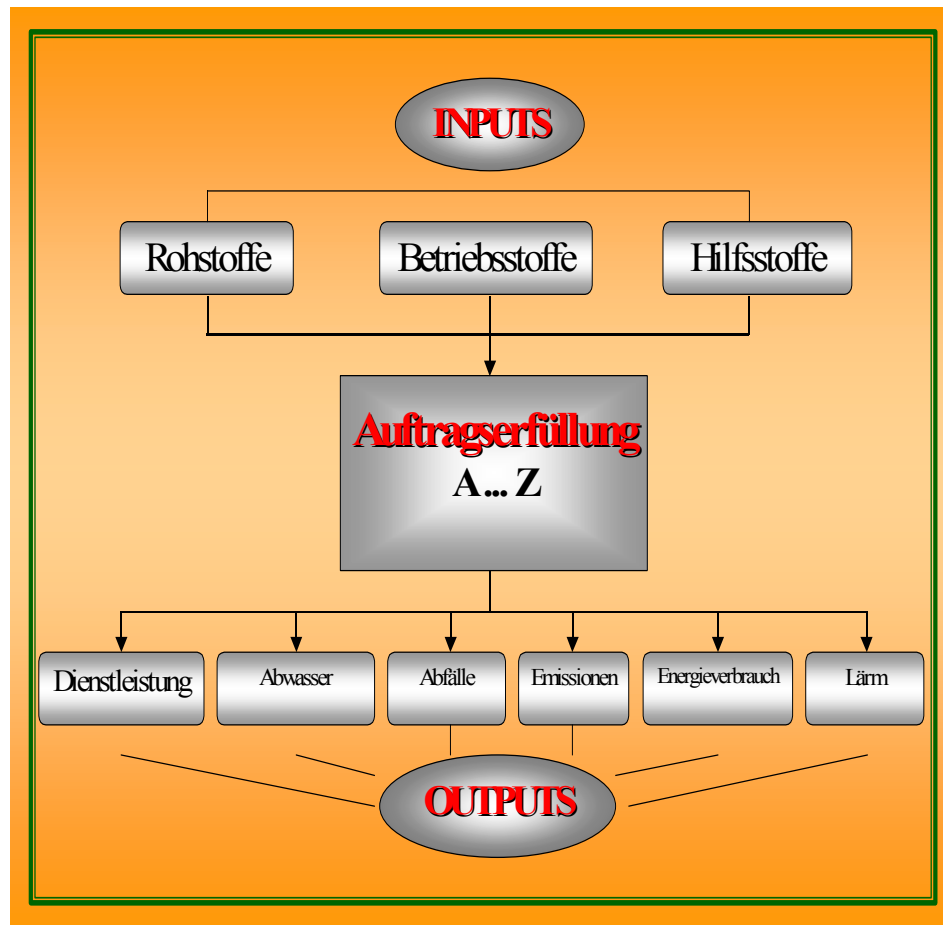 INPUTS
Rohstoffe
Betriebsstoffe
Hilfsstoffe
Auftragserfüllung
A ... Z
Dienstleistung
Abwasser
Abfälle
Emissionen
Energieverbrauch
Lärm
OUTPUTS